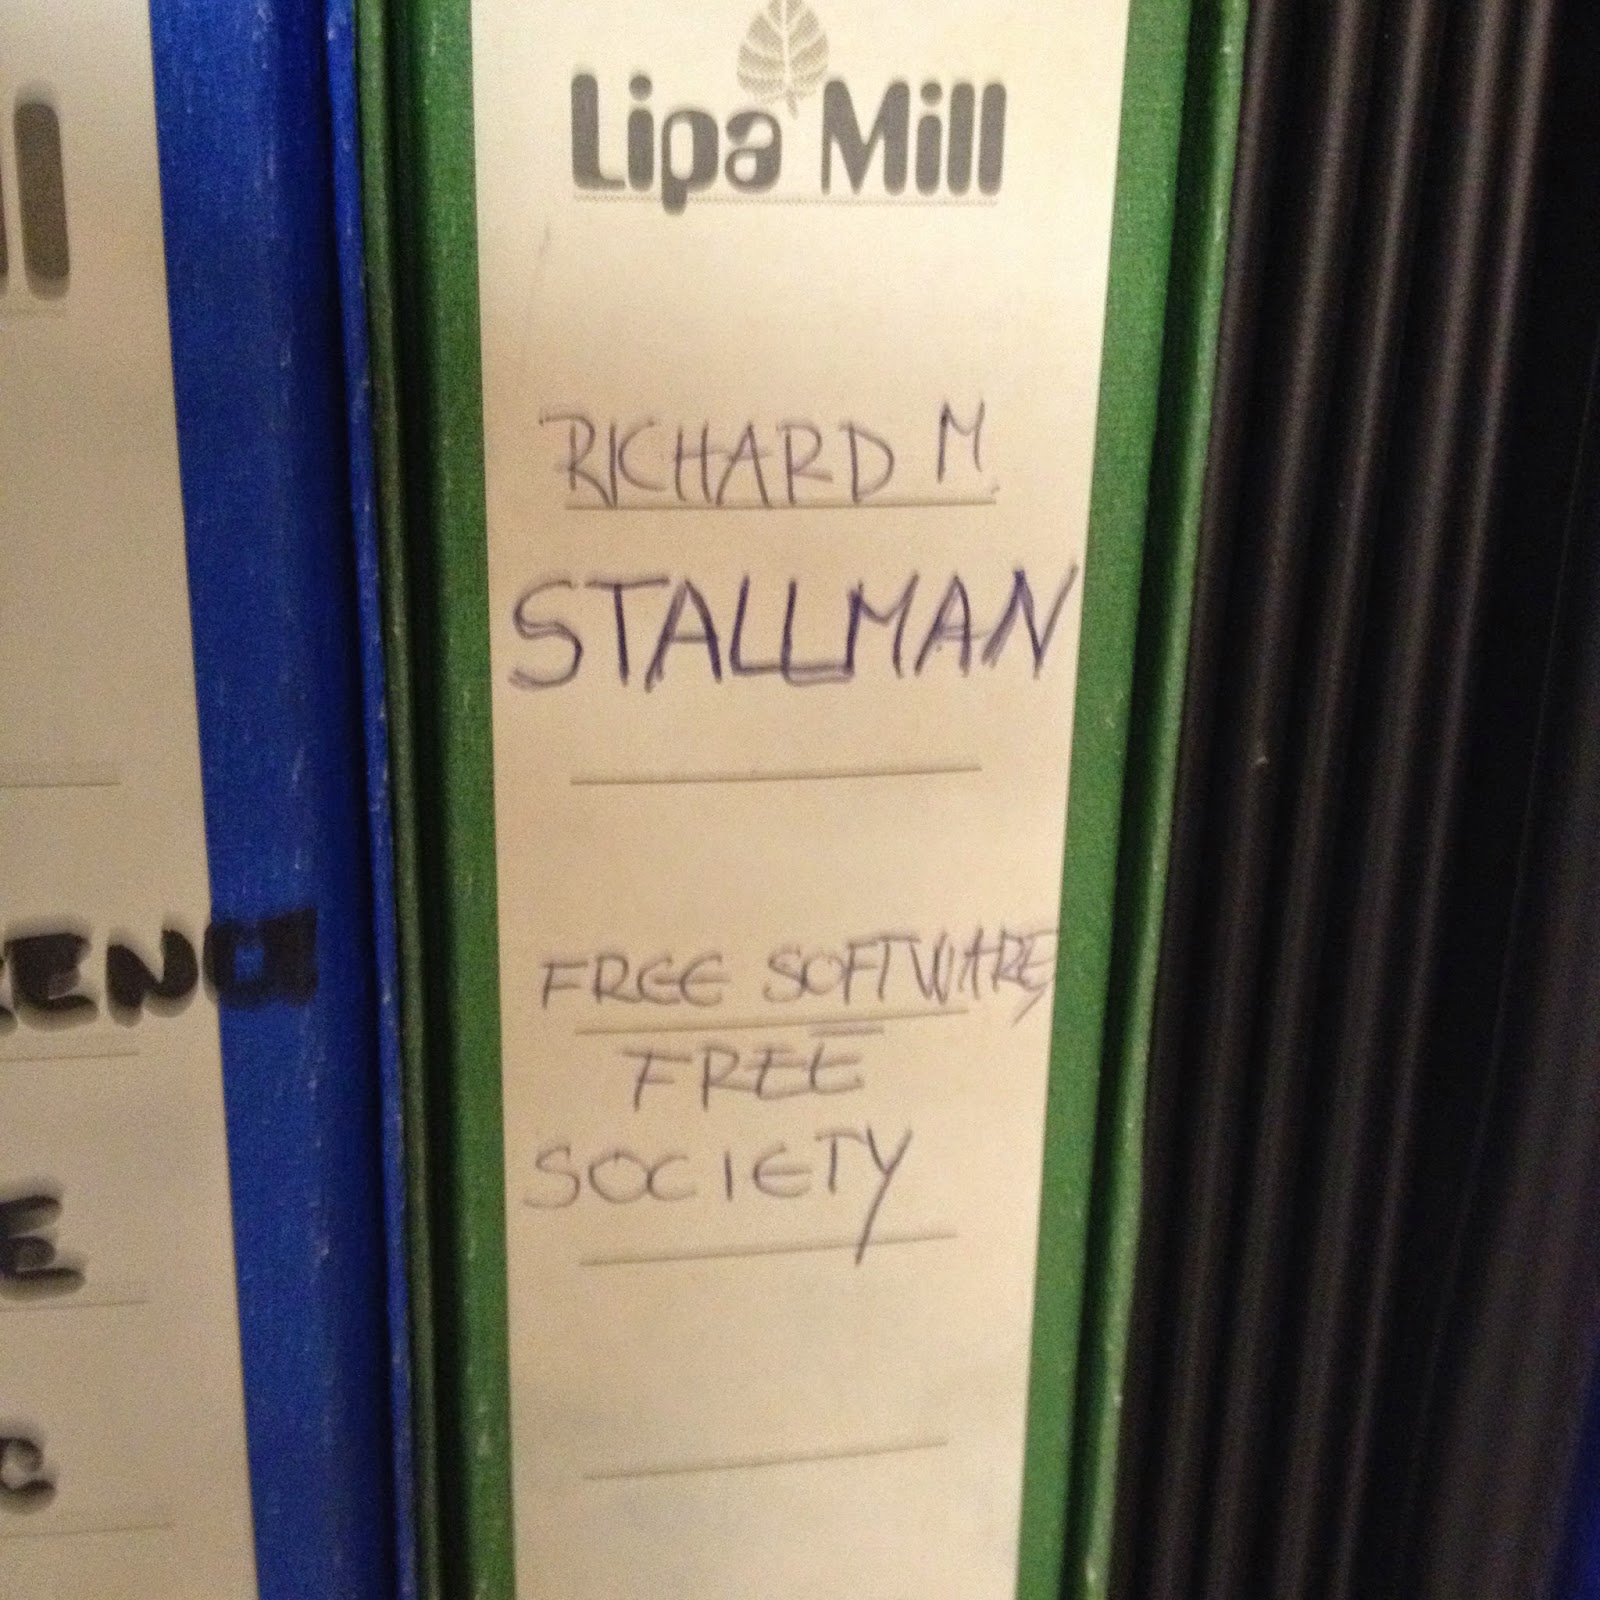 Lipa Mill
RICHARD M.
STALLMAN
FREE SOFTWARE
FREE
SOCIETY